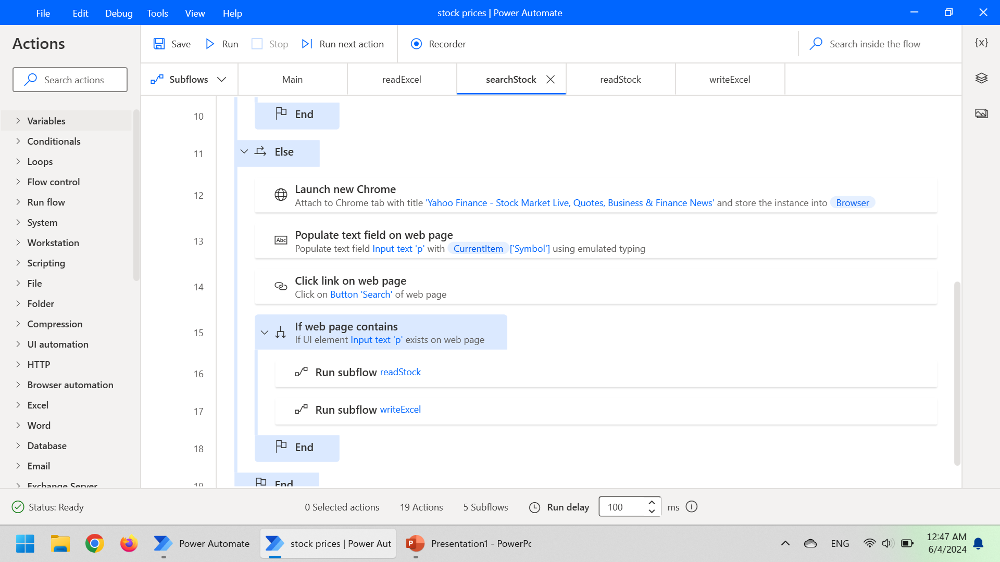 File Edit Debug Tools View Help
stock prices | Power Automate
Actions
Search actions
Variables
Conditionals
Loops
Flow control
Run flow
System
Workstation
Scripting
File
Folder
Compression
UI automation
HTTP
Browser automation
Excel
Word
Database
Email
Exchange Server
Save Run Stop Run next action Recorder
Search inside the flow
{x}
Subflows Main readExcel searchStock readStock writeExcel
10 End
11 Else
12 Launch new Chrome
Attach to Chrome tab with title 'Yahoo Finance - Stock Market Live, Quotes, Business & Finance News' and store the instance into Browser
13 Populate text field on web page
Abc
Populate text field Input text 'p' with CurrentItem ['Symbol'] using emulated typing
14 Click link on web page
Click on Button 'Search' of web page
15 If web page contains
If UI element Input text 'p' exists on web page
16 Run subflow readStock
17 Run subflow writeExcel
18 End
19 End
Status: Ready
0 Selected actions 19 Actions 5 Subflows Run delay 100 ms
Power Automate
stock prices | Power Aut
Presentation1 - PowerPc
ENG
12:47 AM
6/4/2024